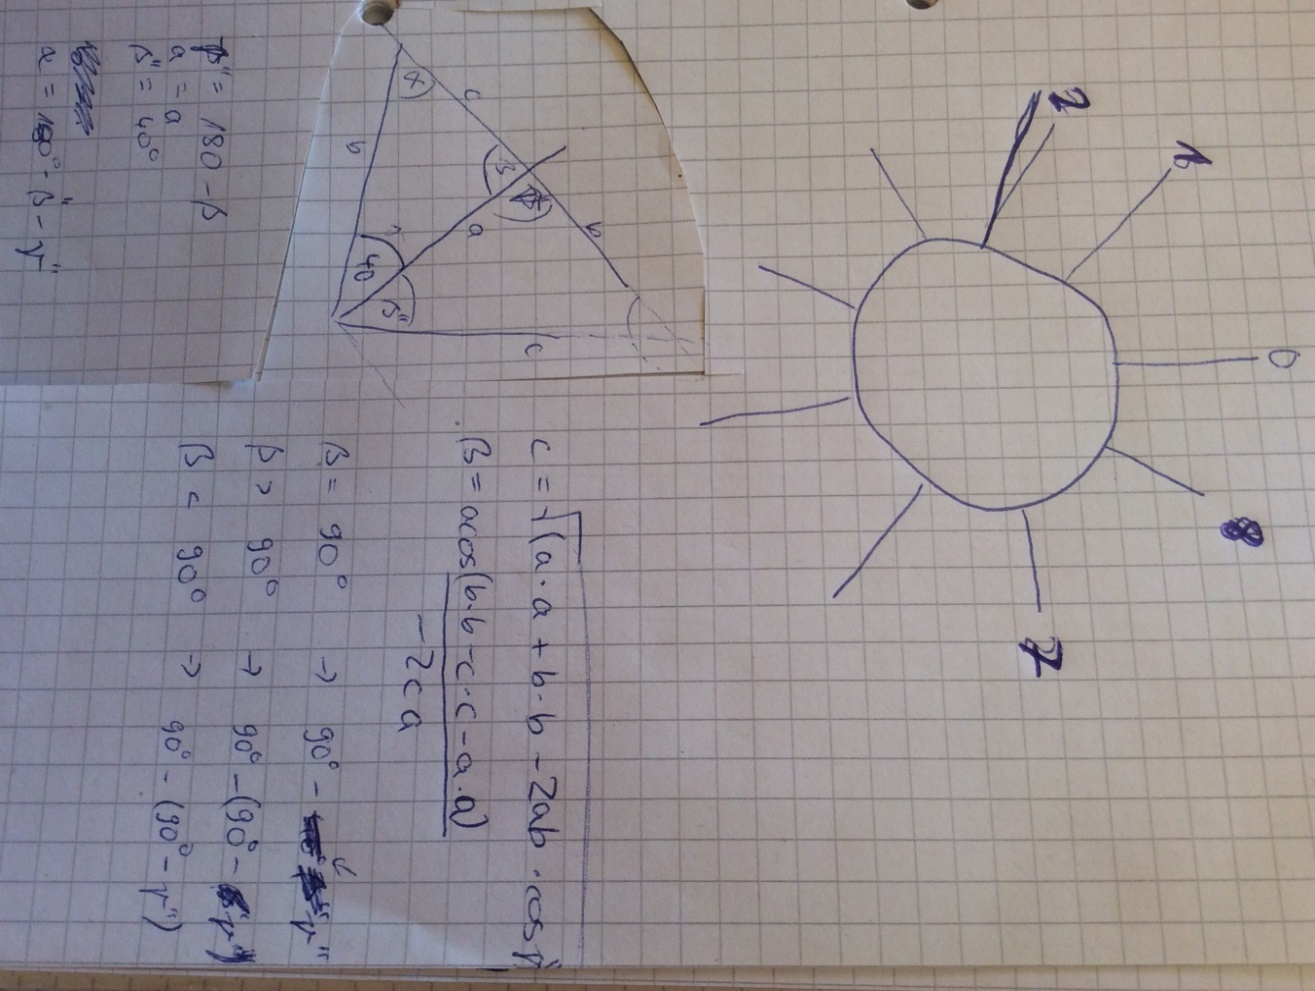 2
1
0
8
7
α
c
b
β
a
b
γ
40
β"
c
β" = 180 - β
a = a
β" = 40°
α = 180° - β" - γ"
c = √(a·a + b·b - 2ab · cos γ)
β = acos(b·b - c·c - a·a)
-2ca
β = 90° → 90° - γ"
β > 90° → 90° - (90° - γ")
β < 90° → 90° - (90° - γ")